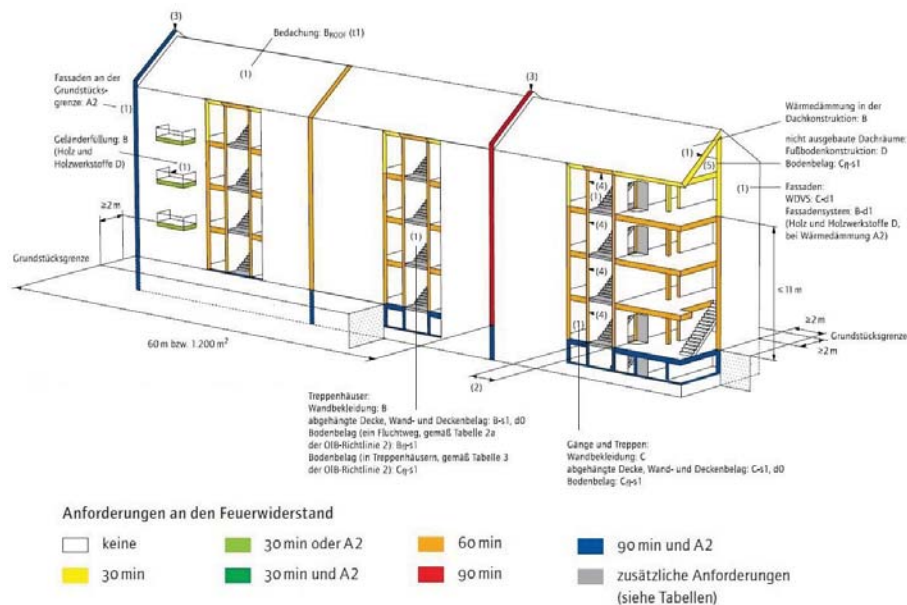 (3)
Bedachung: BROOF (t1)
(1)
(3)
Fassaden an der
Grundstücks-
grenze: A2
(1)
Wärmedämmung in der
Dachkonstruktion: B
Geländerfüllung: B
(Holz und
Holzwerkstoffe D)
(1)
nicht ausgebaute Dachräume:
Fußbodenkonstruktion: D
Bodenbelag: Cfl-s1
(1)
(5)
(4)
(1)
(1)
Fassaden:
WDVS: C-d1
Fassadensystem: B-d1
(Holz und Holzwerkstoffe D,
bei Wärmedämmung A2)
≥2 m
(4)
(1)
Grundstücksgrenze
(4)
≤ 11 m
(4)
(1)
≥2 m
Grundstücksgrenze
≥2 m
60 m bzw. 1.200 m²
(2)
Treppenhäuser:
Wandbekleidung: B
abgehängte Decke, Wand- und Deckenbelag: B-s1, d0
Bodenbelag (ein Fluchtweg, gemäß Tabelle 2a
der OIB-Richtlinie 2): Bfl-s1
Bodenbelag (in Treppenhäusern, gemäß Tabelle 3
der OIB-Richtlinie 2): Cfl-s1
Gänge und Treppen:
Wandbekleidung: C
abgehängte Decke, Wand- und Deckenbelag: C-s1, d0
Bodenbelag: Cfl-s1
Anforderungen an den Feuerwiderstand
keine
30 min oder A2
60 min
90 min und A2
30 min
30 min und A2
90 min
zusätzliche Anforderungen
(siehe Tabellen)